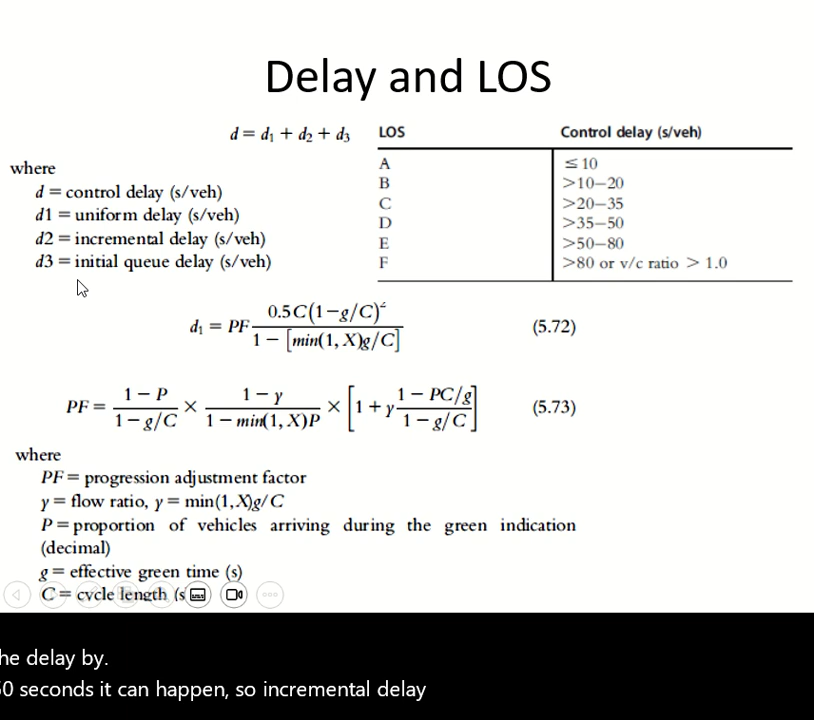 Delay and LOS
d = d1 + d2 + d3
LOS Control delay (s/veh)
A ≤ 10
B >10–20
C >20–35
D >35–50
E >50–80
F >80 or v/c ratio > 1.0
where
d = control delay (s/veh)
d1 = uniform delay (s/veh)
d2 = incremental delay (s/veh)
d3 = initial queue delay (s/veh)
d1 = PF 0.5C(1−g/C)² / 1 − [min(1, X)g/C] (5.72)
PF = 1 − P / 1 − g/C × 1 − y / 1 − min(1, X)P × [1 + y 1 − PC/g / 1 − g/C] (5.73)
where
PF = progression adjustment factor
y = flow ratio, y = min(1,X)g/C
P = proportion of vehicles arriving during the green indication
(decimal)
g = effective green time (s)
C = cycle length (s
he delay by.
0 seconds it can happen, so incremental delay